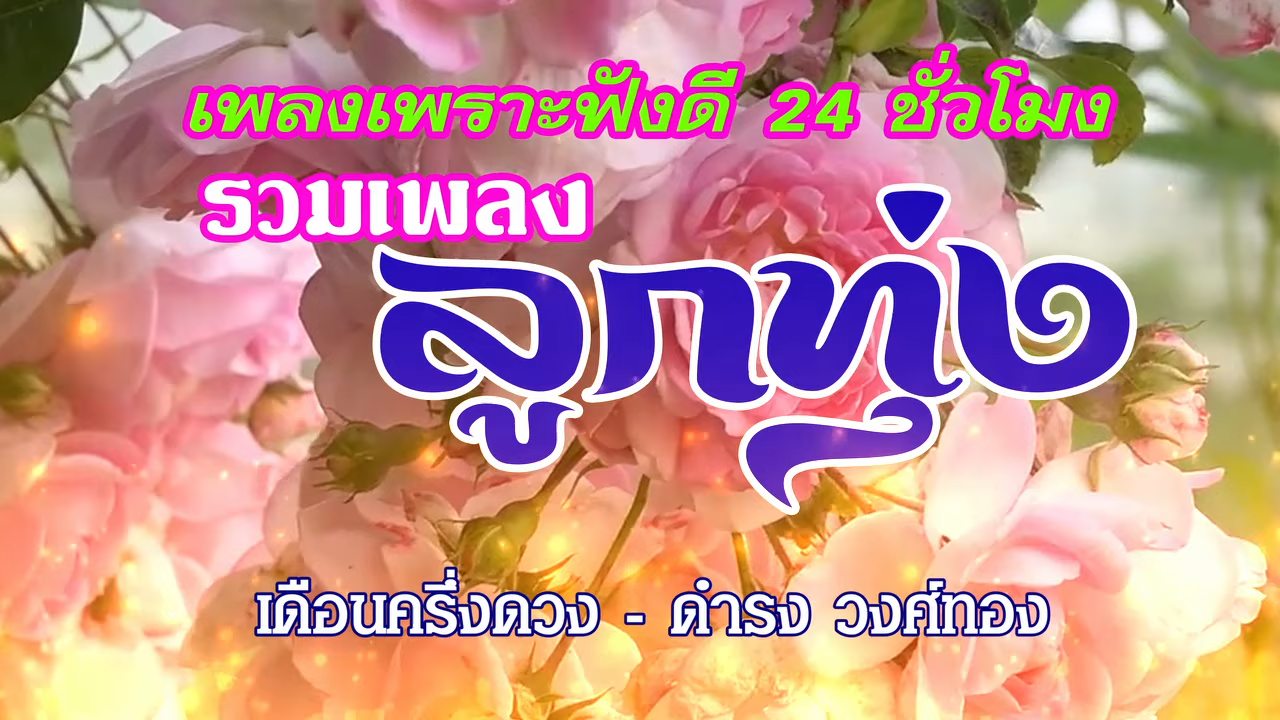 เพลงเพราะฟังดี 24 ชั่วโมง
รวมเพลง
ลูกทุ่ง
เดือนครึ่งดวง - ดำรง วงศ์ทอง